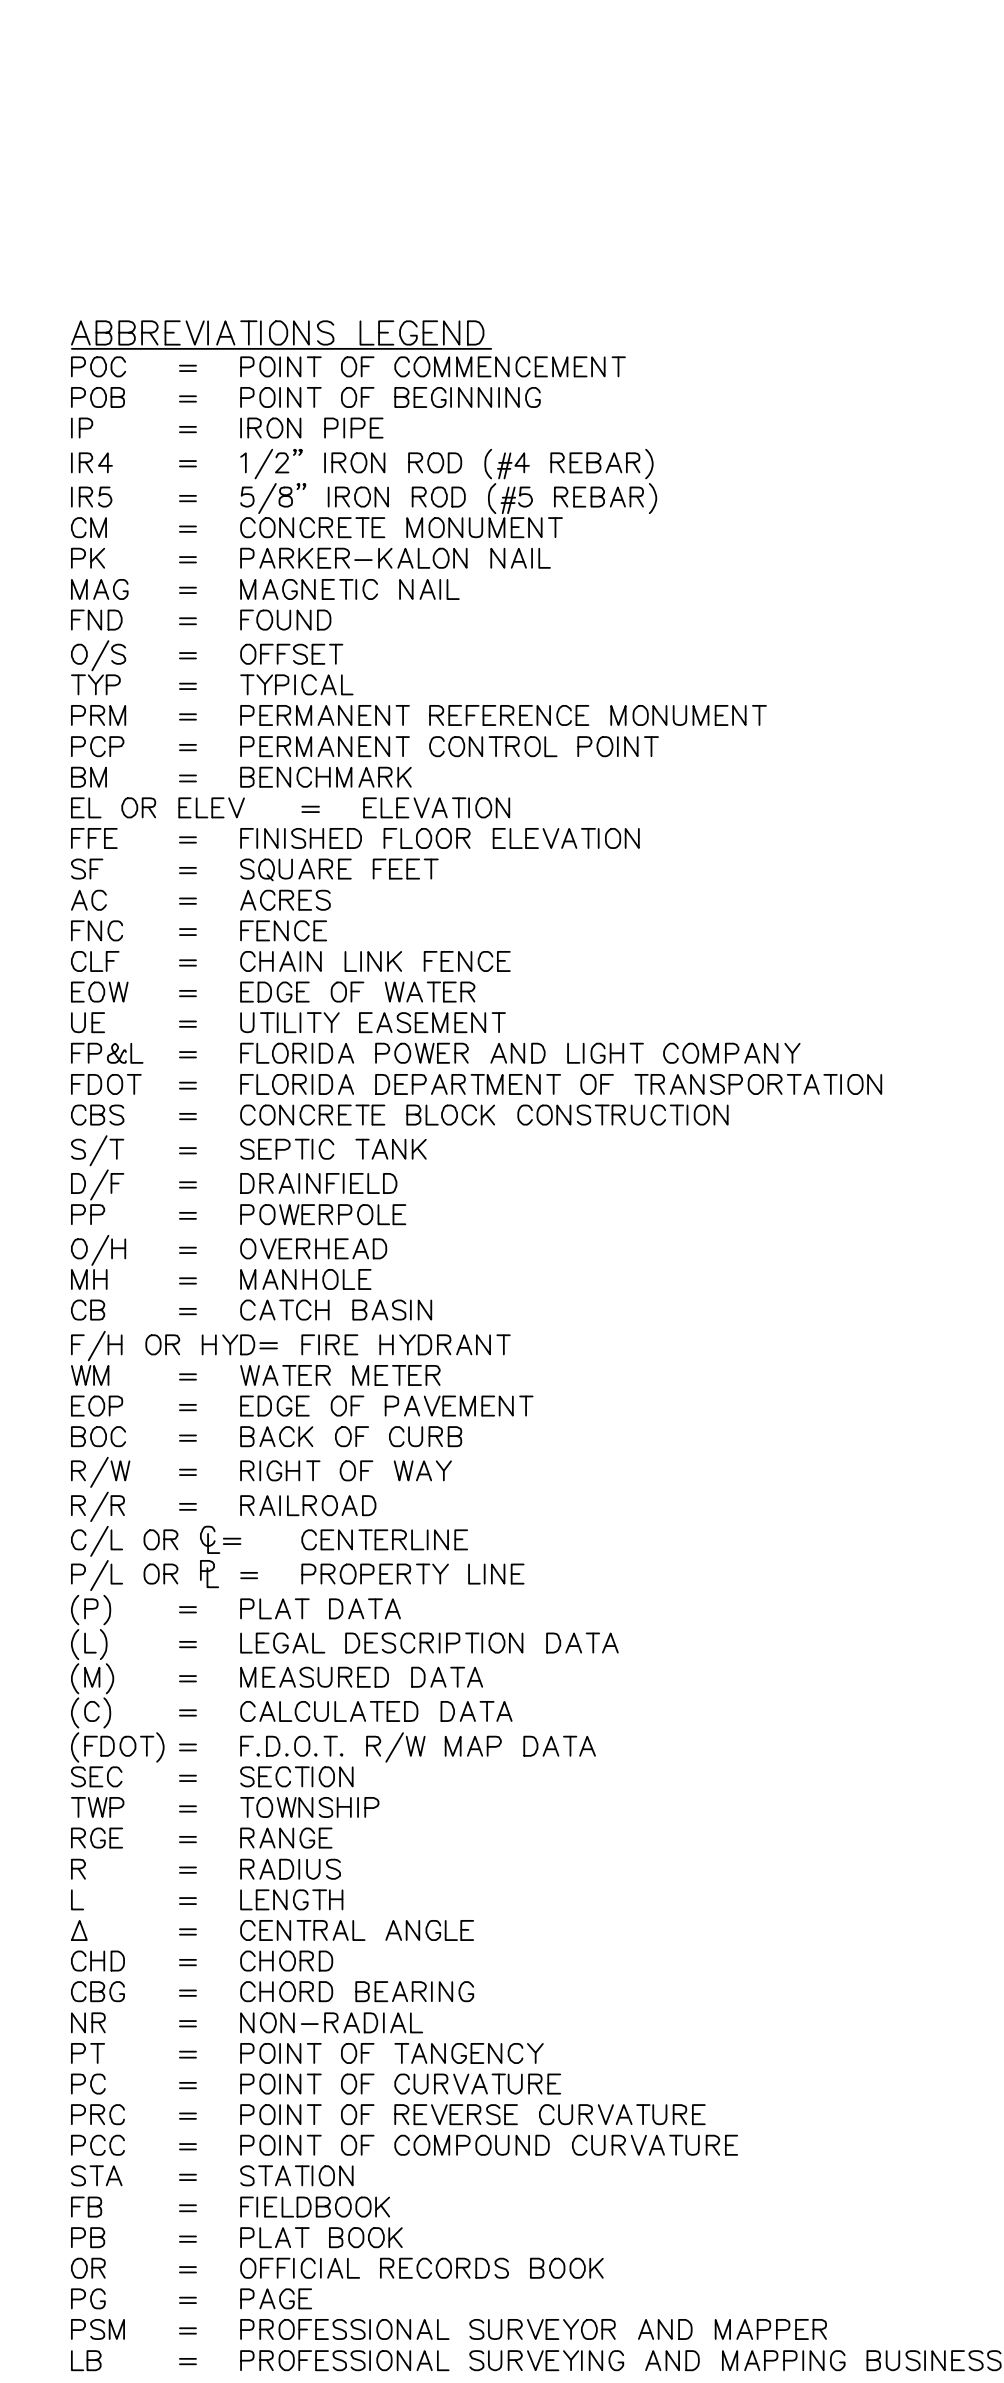 ABBREVIATIONS LEGEND
POC = POINT OF COMMENCEMENT
POB = POINT OF BEGINNING
IP = IRON PIPE
IR4 = 1/2" IRON ROD (#4 REBAR)
IR5 = 5/8" IRON ROD (#5 REBAR)
CM = CONCRETE MONUMENT
PK = PARKER-KALON NAIL
MAG = MAGNETIC NAIL
FND = FOUND
O/S = OFFSET
TYP = TYPICAL
PRM = PERMANENT REFERENCE MONUMENT
PCP = PERMANENT CONTROL POINT
BM = BENCHMARK
EL OR ELEV = ELEVATION
FFE = FINISHED FLOOR ELEVATION
SF = SQUARE FEET
AC = ACRES
FNC = FENCE
CLF = CHAIN LINK FENCE
EOW = EDGE OF WATER
UE = UTILITY EASEMENT
FP&L = FLORIDA POWER AND LIGHT COMPANY
FDOT = FLORIDA DEPARTMENT OF TRANSPORTATION
CBS = CONCRETE BLOCK CONSTRUCTION
S/T = SEPTIC TANK
D/F = DRAINFIELD
PP = POWERPOLE
O/H = OVERHEAD
MH = MANHOLE
CB = CATCH BASIN
F/H OR HYD= FIRE HYDRANT
WM = WATER METER
EOP = EDGE OF PAVEMENT
BOC = BACK OF CURB
R/W = RIGHT OF WAY
R/R = RAILROAD
C/L OR ℄= CENTERLINE
P/L OR ⅊ = PROPERTY LINE
(P) = PLAT DATA
(L) = LEGAL DESCRIPTION DATA
(M) = MEASURED DATA
(C) = CALCULATED DATA
(FDOT) = F.D.O.T. R/W MAP DATA
SEC = SECTION
TWP = TOWNSHIP
RGE = RANGE
R = RADIUS
L = LENGTH
Δ = CENTRAL ANGLE
CHD = CHORD
CBG = CHORD BEARING
NR = NON-RADIAL
PT = POINT OF TANGENCY
PC = POINT OF CURVATURE
PRC = POINT OF REVERSE CURVATURE
PCC = POINT OF COMPOUND CURVATURE
STA = STATION
FB = FIELDBOOK
PB = PLAT BOOK
OR = OFFICIAL RECORDS BOOK
PG = PAGE
PSM = PROFESSIONAL SURVEYOR AND MAPPER
LB = PROFESSIONAL SURVEYING AND MAPPING BUSINESS